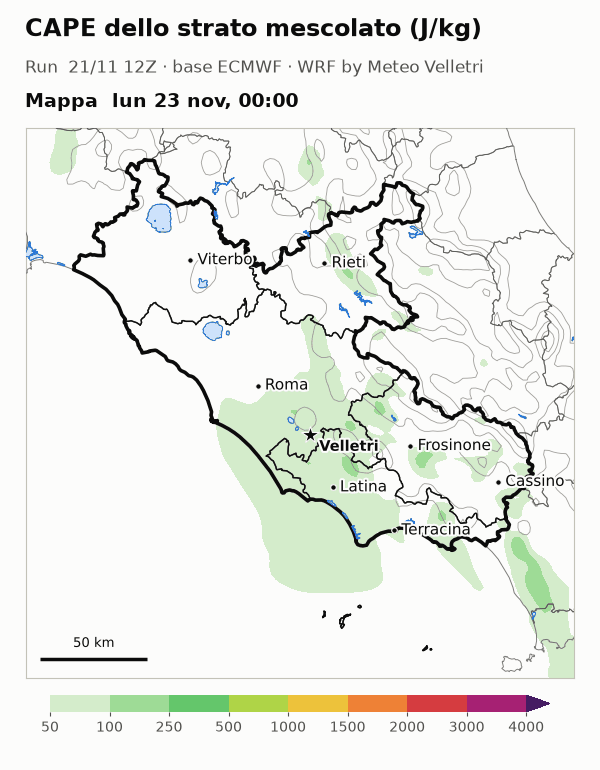 CAPE dello strato mescolato (J/kg)
Run  21/11 12Z · base ECMWF · WRF by Meteo Velletri
Mappa  lun 23 nov, 00:00
Viterbo
Rieti
Roma
Velletri
Frosinone
Latina
Cassino
Terracina
50 km
50 100 250 500 1000 1500 2000 3000 4000